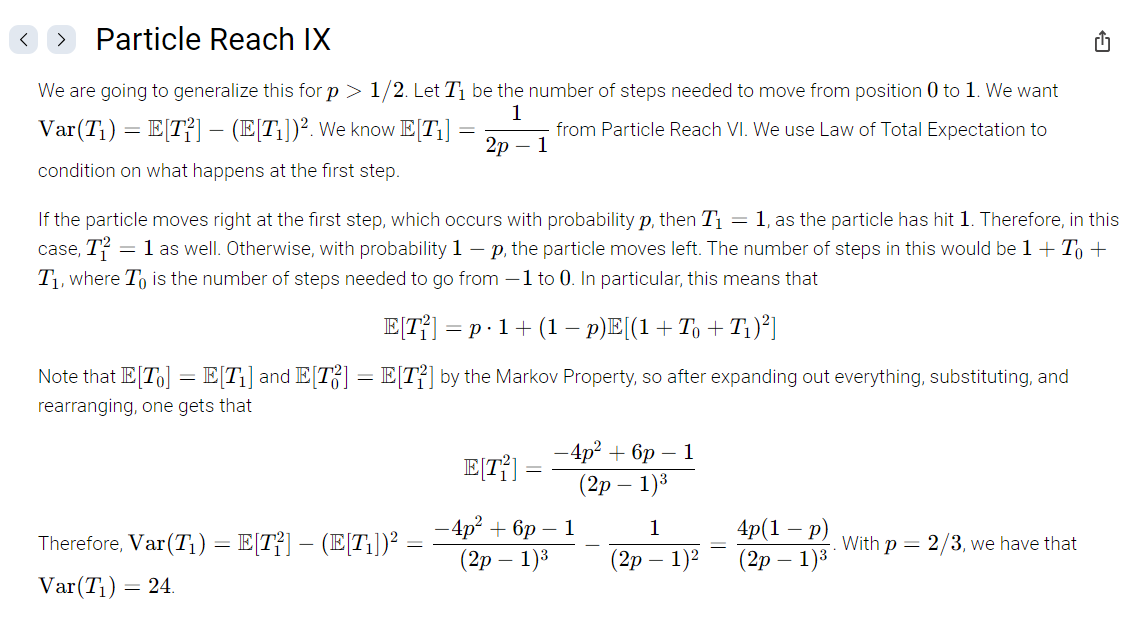 Particle Reach IX
We are going to generalize this for $p > 1/2$. Let $T_1$ be the number of steps needed to move from position $0$ to $1$. We want
$\text{Var}(T_1) = \mathbb{E}[T_1^2] - (\mathbb{E}[T_1])^2$. We know $\mathbb{E}[T_1] = \dfrac{1}{2p-1}$ from Particle Reach VI. We use Law of Total Expectation to
condition on what happens at the first step.
If the particle moves right at the first step, which occurs with probability $p$, then $T_1 = 1$, as the particle has hit $1$. Therefore, in this
case, $T_1^2 = 1$ as well. Otherwise, with probability $1 - p$, the particle moves left. The number of steps in this would be $1 + T_0 +$
$T_1$, where $T_0$ is the number of steps needed to go from $-1$ to $0$. In particular, this means that
$\mathbb{E}[T_1^2] = p \cdot 1 + (1 - p)\mathbb{E}[(1 + T_0 + T_1)^2]$
Note that $\mathbb{E}[T_0] = \mathbb{E}[T_1]$ and $\mathbb{E}[T_0^2] = \mathbb{E}[T_1^2]$ by the Markov Property, so after expanding out everything, substituting, and
rearranging, one gets that
$\mathbb{E}[T_1^2] = \dfrac{-4p^2 + 6p - 1}{(2p-1)^3}$
Therefore, $\text{Var}(T_1) = \mathbb{E}[T_1^2] - (\mathbb{E}[T_1])^2 = \dfrac{-4p^2 + 6p - 1}{(2p-1)^3} - \dfrac{1}{(2p-1)^2} = \dfrac{4p(1-p)}{(2p-1)^3}$. With $p = 2/3$, we have that
$\text{Var}(T_1) = 24$.